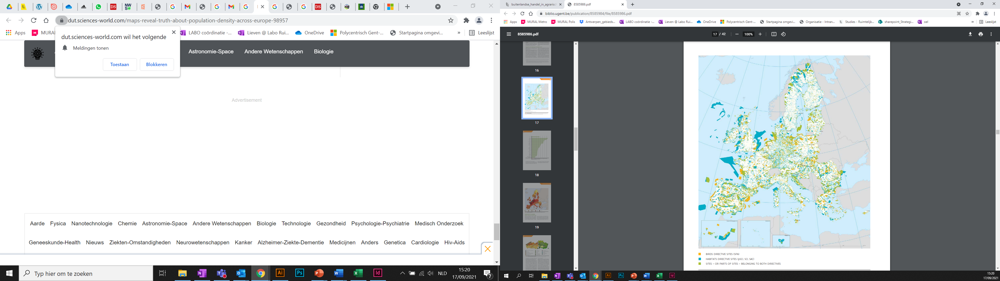 dut.sciences-world.com/maps-reveal-truth-about-population-density-across-europe-98957
Apps
MURAL
LABO coördinatie -...
Lieven @ Labo Rui...
OneDrive
Polycentrisch Gent-...
Startpagina omgevi...
»
Leeslijst
dut.sciences-world.com wil het volgende
Meldingen tonen
Toestaan
Blokkeren
Astronomie-Space
Andere Wetenschappen
Biologie
Advertisement
Aarde Fysica Nanotechnologie Chemie Astronomie-Space Andere Wetenschappen Biologie Technologie Gezondheid Psychologie-Psychiatrie Medisch Onderzoek
Geneeskunde-Health Nieuws Ziekten-Omstandigheden Neurowetenschappen Kanker Alzheimer-Ziekte-Dementie Medicijnen Anders Genetica Cardiologie Hiv-Aids
Typ hier om te zoeken
NLD
15:20
17/09/2021
7
buitenlandse_handel_in_agrarisc
8585986.pdf
biblio.ugent.be/publication/8585984/file/8585986.pdf
Apps
MURAL Metro
MURAL Polis
Antwerpen_gebieds...
LABO coördinatie -...
Lieven @ Labo Rui...
OneDrive
Polycentrisch Gent-...
Startpagina omgevi...
Organisatie - Intran...
Studies - Ruimtelijk...
sharepoint_Strategi...
oel
»
Leeslijst
8585986.pdf
17 / 42
100%
16
17
18
19
BIRDS DIRECTIVE SITES (SPA)
HABITATS DIRECTIVE SITES (pSCI, SCI, SAC)
SITES – OR PARTS OF SITES – BELONGING TO BOTH DIRECTIVES
15:20
17/09/2021